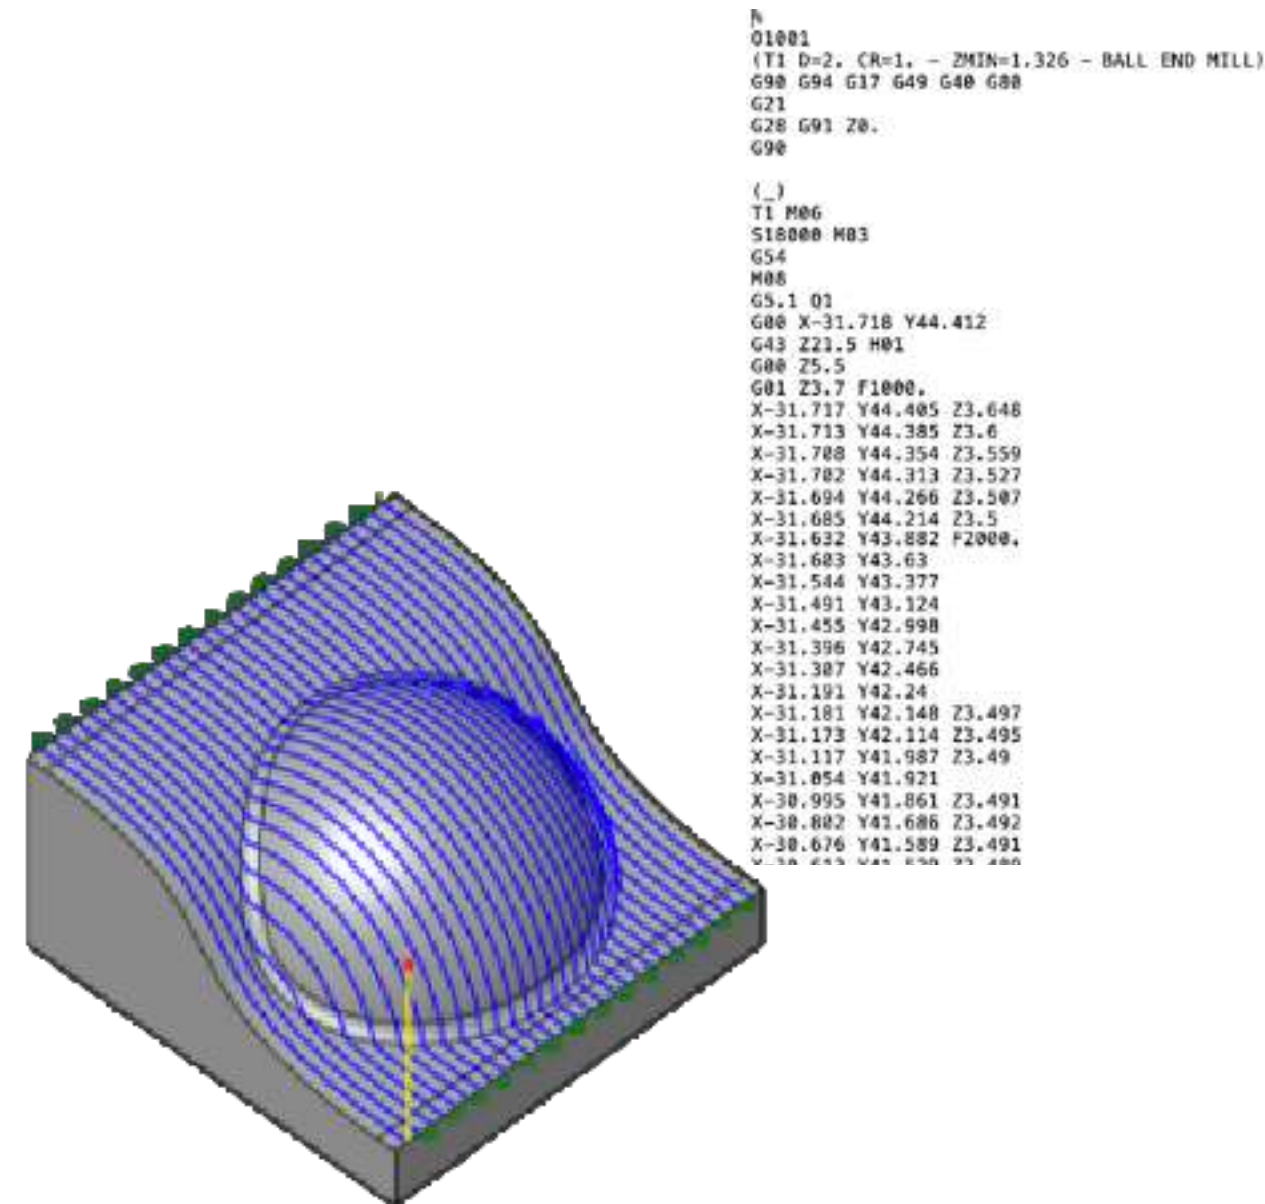 %
O1001
(T1 D=2. CR=1. - ZMIN=1.326 - BALL END MILL)
G90 G94 G17 G49 G40 G80
G21
G28 G91 Z0.
G90
(_)
T1 M06
S18000 M03
G54
M08
G5.1 Q1
G00 X-31.718 Y44.412
G43 Z21.5 H01
G00 Z5.5
G01 Z3.7 F1000.
X-31.717 Y44.405 Z3.648
X-31.713 Y44.385 Z3.6
X-31.708 Y44.354 Z3.559
X-31.702 Y44.313 Z3.527
X-31.694 Y44.266 Z3.507
X-31.685 Y44.214 Z3.5
X-31.632 Y43.882 F2000.
X-31.603 Y43.63
X-31.544 Y43.377
X-31.491 Y43.124
X-31.455 Y42.998
X-31.396 Y42.745
X-31.307 Y42.466
X-31.191 Y42.24
X-31.181 Y42.148 Z3.497
X-31.173 Y42.114 Z3.495
X-31.117 Y41.987 Z3.49
X-31.054 Y41.921
X-30.995 Y41.861 Z3.491
X-30.802 Y41.686 Z3.492
X-30.676 Y41.589 Z3.491